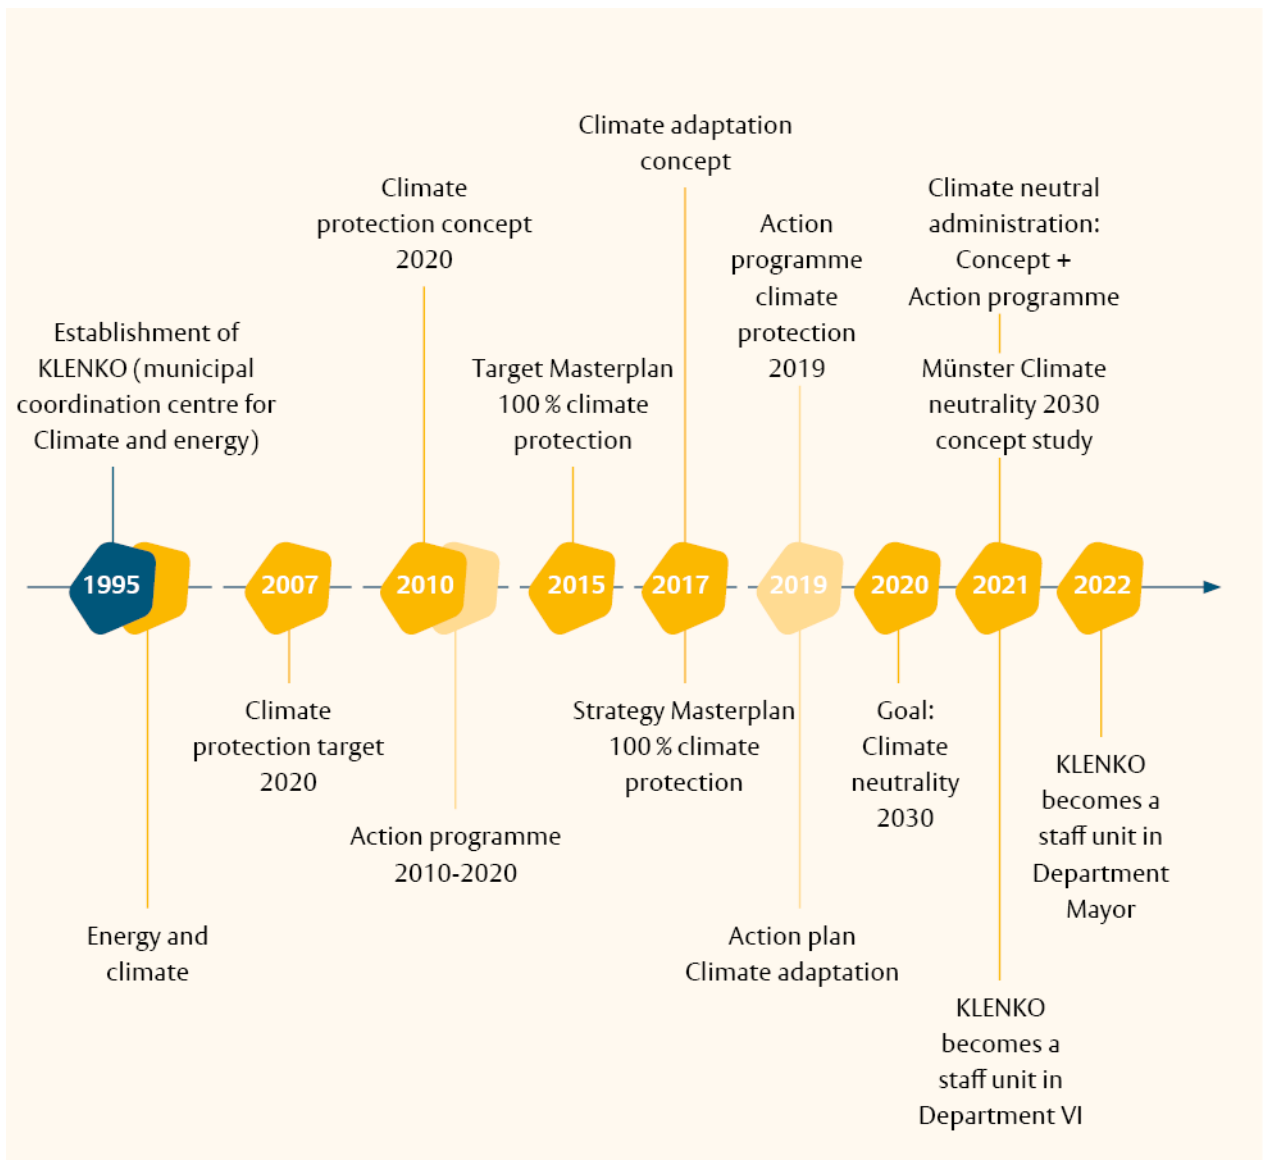 Climate adaptation
concept
Climate
protection concept
2020
Climate neutral
administration:
Concept +
Action programme
Action
programme
climate
protection
2019
Establishment of
KLENKO (municipal
coordination centre for
Climate and energy)
Target Masterplan
100 % climate
protection
Münster Climate
neutrality 2030
concept study
1995
2007
2010
2015
2017
2019
2020
2021
2022
Climate
protection target
2020
Strategy Masterplan
100 % climate
protection
Goal:
Climate
neutrality
2030
KLENKO
becomes a
staff unit in
Department
Mayor
Action programme
2010-2020
Energy and
climate
Action plan
Climate adaptation
KLENKO
becomes a
staff unit in
Department VI